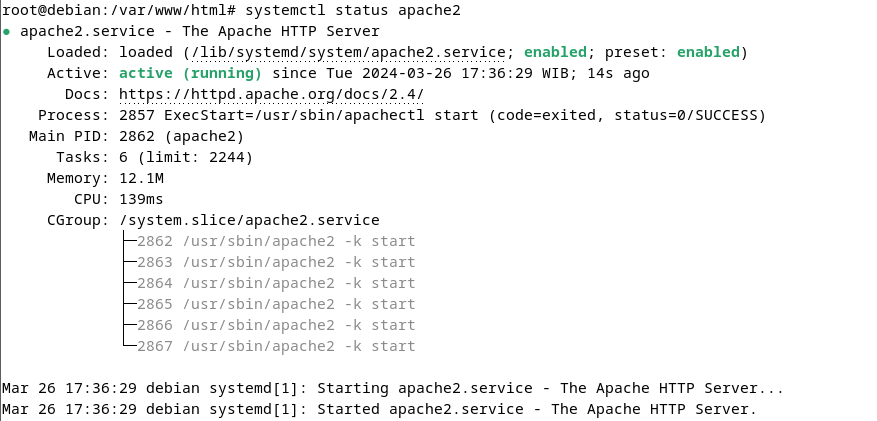 root@debian:/var/www/html# systemctl status apache2
● apache2.service - The Apache HTTP Server
     Loaded: loaded (/lib/systemd/system/apache2.service; enabled; preset: enabled)
     Active: active (running) since Tue 2024-03-26 17:36:29 WIB; 14s ago
       Docs: https://httpd.apache.org/docs/2.4/
    Process: 2857 ExecStart=/usr/sbin/apachectl start (code=exited, status=0/SUCCESS)
   Main PID: 2862 (apache2)
      Tasks: 6 (limit: 2244)
     Memory: 12.1M
        CPU: 139ms
     CGroup: /system.slice/apache2.service
             ├─2862 /usr/sbin/apache2 -k start
             ├─2863 /usr/sbin/apache2 -k start
             ├─2864 /usr/sbin/apache2 -k start
             ├─2865 /usr/sbin/apache2 -k start
             ├─2866 /usr/sbin/apache2 -k start
             └─2867 /usr/sbin/apache2 -k start

Mar 26 17:36:29 debian systemd[1]: Starting apache2.service - The Apache HTTP Server...
Mar 26 17:36:29 debian systemd[1]: Started apache2.service - The Apache HTTP Server.